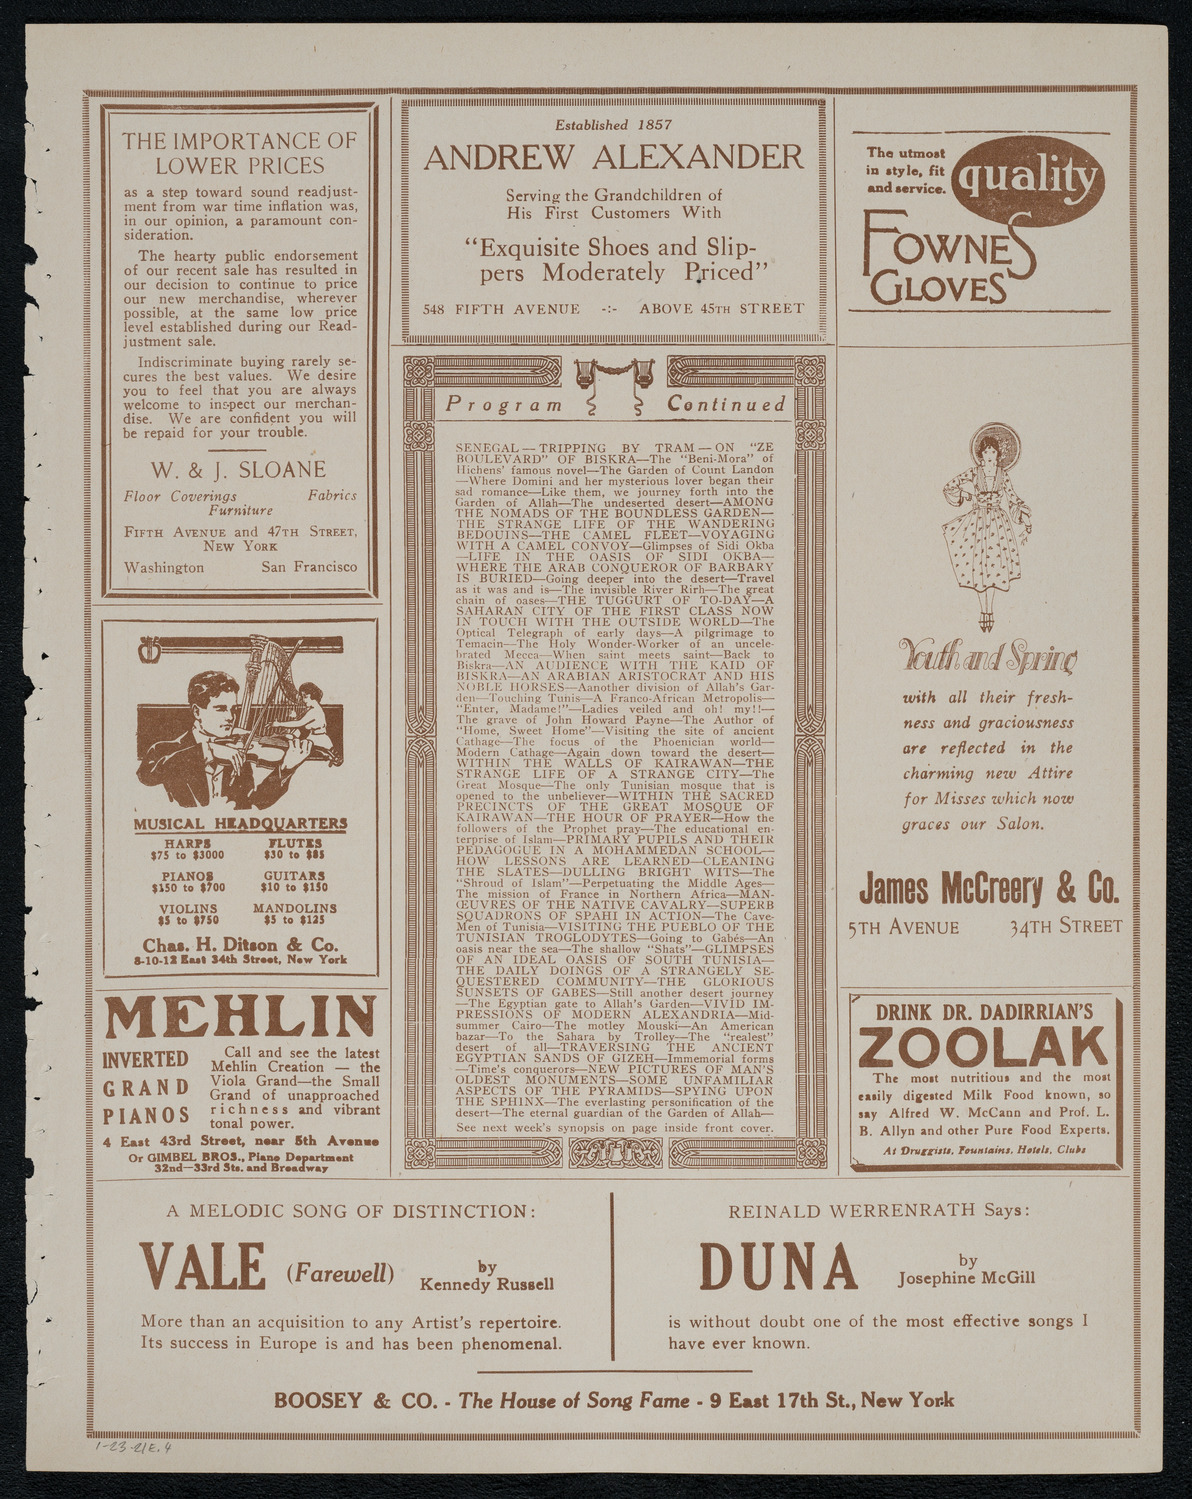 THE IMPORTANCE OF
LOWER PRICES
as a step toward sound readjust-
ment from war time inflation was,
in our opinion, a paramount con-
sideration.
The hearty public endorsement
of our recent sale has resulted in
our decision to continue to price
our new merchandise, wherever
possible, at the same low price
level established during our Read-
justment sale.
Indiscriminate buying rarely se-
cures the best values. We desire
you to feel that you are always
welcome to inspect our merchan-
dise. We are confident you will
be repaid for your trouble.
W. & J. SLOANE
Floor Coverings Fabrics
Furniture
FIFTH AVENUE and 47TH STREET,
NEW YORK
Washington San Francisco
MUSICAL HEADQUARTERS
HARPS FLUTES
$75 to $3000 $30 to $85
PIANOS GUITARS
$150 to $700 $10 to $150
VIOLINS MANDOLINS
$5 to $750 $5 to $125
Chas. H. Ditson & Co.
8-10-12 East 34th Street, New York
MEHLIN
INVERTED
GRAND
PIANOS
Call and see the latest
Mehlin Creation — the
Viola Grand—the Small
Grand of unapproached
richness and vibrant
tonal power.
4 East 43rd Street, near 5th Avenue
Or GIMBEL BROS., Piano Department
32nd—33rd Sts. and Broadway
Established 1857
ANDREW ALEXANDER
Serving the Grandchildren of
His First Customers With
"Exquisite Shoes and Slip-
pers Moderately Priced"
548 FIFTH AVENUE -:- ABOVE 45TH STREET
Program Continued
SENEGAL—TRIPPING BY TRAM—ON "ZE
BOULEVARD" OF BISKRA—The "Beni-Mora" of
Hichens' famous novel—The Garden of Count Landon
—Where Domini and her mysterious lover began their
sad romance—Like them, we journey forth into the
Garden of Allah—The undeserted desert—AMONG
THE NOMADS OF THE BOUNDLESS GARDEN—
THE STRANGE LIFE OF THE WANDERING
BEDOUINS—THE CAMEL FLEET—VOYAGING
WITH A CAMEL CONVOY—Glimpses of Sidi Okba
—LIFE IN THE OASIS OF SIDI OKBA—
WHERE THE ARAB CONQUEROR OF BARBARY
IS BURIED—Going deeper into the desert—Travel
as it was and is—The invisible River Rirh—The great
chain of oases—THE TUGGURT OF TO-DAY—A
SAHARAN CITY OF THE FIRST CLASS NOW
IN TOUCH WITH THE OUTSIDE WORLD—The
Optical Telegraph of early days—A pilgrimage to
Temacin—The Holy Wonder-Worker of an uncele-
brated Mecca—When saint meets saint—Back to
Biskra—AN AUDIENCE WITH THE KAID OF
BISKRA—AN ARABIAN ARISTOCRAT AND HIS
NOBLE HORSES—Aanother division of Allah's Gar-
den—Touching Tunis—A Franco-African Metropolis—
"Enter, Madame!"—Ladies veiled and oh! my!!—
The grave of John Howard Payne—The Author of
"Home, Sweet Home"—Visiting the site of ancient
Cathage—The focus of the Phoenician world—
Modern Cathage—Again down toward the desert—
WITHIN THE WALLS OF KAIRAWAN—THE
STRANGE LIFE OF A STRANGE CITY—The
Great Mosque—The only Tunisian mosque that is
opened to the unbeliever—WITHIN THE SACRED
PRECINCTS OF THE GREAT MOSQUE OF
KAIRAWAN—THE HOUR OF PRAYER—How the
followers of the Prophet pray—The educational en-
terprise of Islam—PRIMARY PUPILS AND THEIR
PEDAGOGUE IN A MOHAMMEDAN SCHOOL—
HOW LESSONS ARE LEARNED—CLEANING
THE SLATES—DULLING BRIGHT WITS—The
"Shroud of Islam"—Perpetuating the Middle Ages—
The mission of France in Northern Africa—MAN-
ŒUVRES OF THE NATIVE CAVALRY—SUPERB
SQUADRONS OF SPAHI IN ACTION—The Cave-
Men of Tunisia—VISITING THE PUEBLO OF THE
TUNISIAN TROGLODYTES—Going to Gabés—An
oasis near the sea—The shallow "Shats"—GLIMPSES
OF AN IDEAL OASIS OF SOUTH TUNISIA—
THE DAILY DOINGS OF A STRANGELY SE-
QUESTERED COMMUNITY—THE GLORIOUS
SUNSETS OF GABES—Still another desert journey
—The Egyptian gate to Allah's Garden—VIVID IM-
PRESSIONS OF MODERN ALEXANDRIA—Mid-
summer Cairo—The motley Mouski—An American
bazar—To the Sahara by Trolley—The "realest"
desert of all—TRAVERSING THE ANCIENT
EGYPTIAN SANDS OF GIZEH—Immemorial forms
—Time's conquerors—NEW PICTURES OF MAN'S
OLDEST MONUMENTS—SOME UNFAMILIAR
ASPECTS OF THE PYRAMIDS—SPYING UPON
THE SPHINX—The everlasting personification of the
desert—The eternal guardian of the Garden of Allah—
See next week's synopsis on page inside front cover.
The utmost
in style, fit
and service.
quality
FOWNES
GLOVES
Youth and Spring
with all their fresh-
ness and graciousness
are reflected in the
charming new Attire
for Misses which now
graces our Salon.
James McCreery & Co.
5TH AVENUE 34TH STREET
DRINK DR. DADIRRIAN'S
ZOOLAK
The most nutritious and the most
easily digested Milk Food known, so
say Alfred W. McCann and Prof. L.
B. Allyn and other Pure Food Experts.
At Druggists, Fountains, Hotels, Clubs
A MELODIC SONG OF DISTINCTION:
VALE (Farewell) by
Kennedy Russell
More than an acquisition to any Artist's repertoire.
Its success in Europe is and has been phenomenal.
REINALD WERRENRATH Says:
DUNA by
Josephine McGill
is without doubt one of the most effective songs I
have ever known.
BOOSEY & CO. - The House of Song Fame - 9 East 17th St., New York
1-23-21E.4